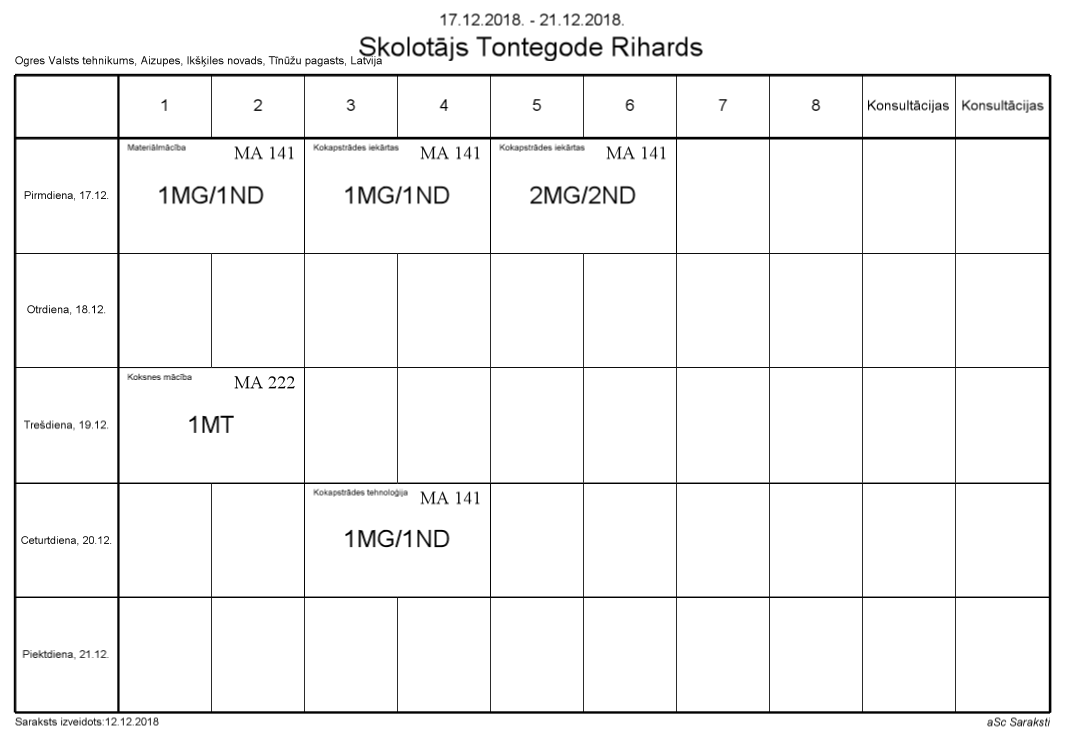 17.12.2018. - 21.12.2018.
Skolotājs Tontegode Rihards
Ogres Valsts tehnikums, Aizupes, Ikšķiles novads, Tīnūžu pagasts, Latvija
1 2 3 4 5 6 7 8 Konsultācijas Konsultācijas
Materiālmācība MA 141 Kokapstrādes iekārtas MA 141 Kokapstrādes iekārtas MA 141
Pirmdiena, 17.12. 1MG/1ND 1MG/1ND 2MG/2ND
Otrdiena, 18.12.
Koksnes mācība MA 222
Trešdiena, 19.12. 1MT
Kokapstrādes tehnoloģija MA 141
Ceturtdiena, 20.12. 1MG/1ND
Piektdiena, 21.12.
Saraksts izveidots:12.12.2018 aSc Saraksti